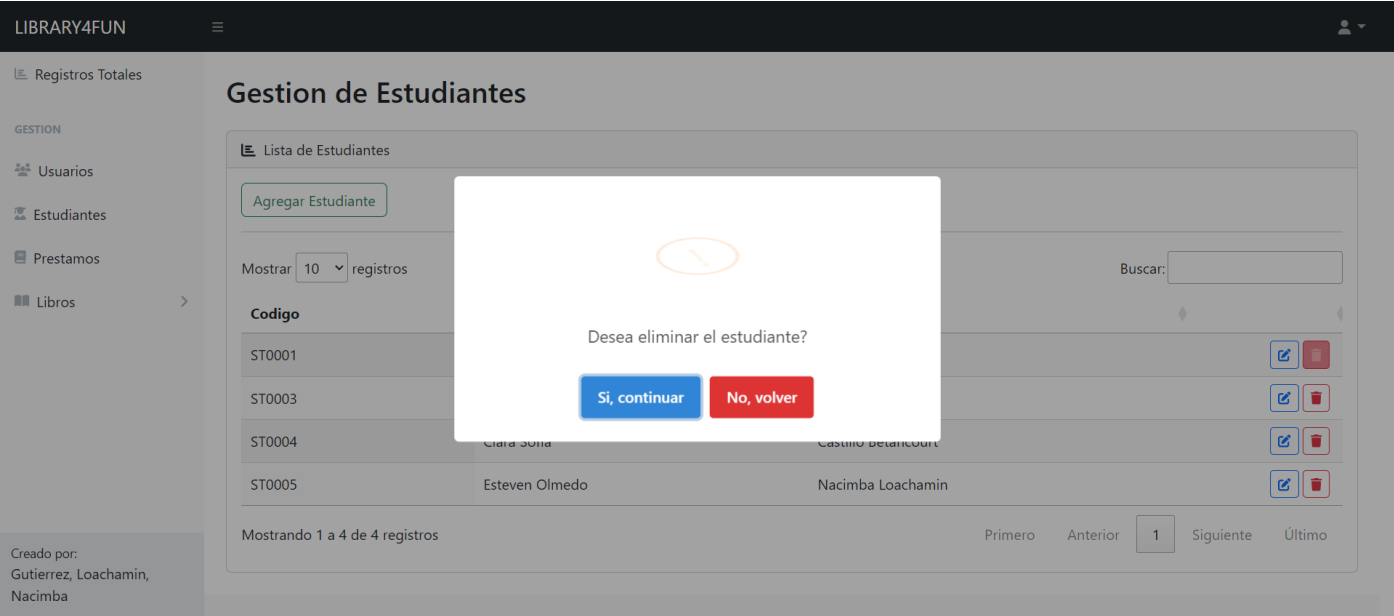 LIBRARY4FUN
Registros Totales
GESTION
Usuarios
Estudiantes
Prestamos
Libros
Creado por:
Gutierrez, Loachamin,
Nacimba
Gestion de Estudiantes
Lista de Estudiantes
Agregar Estudiante
Mostrar 10 registros
Buscar:
Codigo
ST0001
ST0003
ST0004 Clara Sofia Castillo Betancourt
ST0005 Esteven Olmedo Nacimba Loachamin
Mostrando 1 a 4 de 4 registros
Primero Anterior 1 Siguiente Último
Desea eliminar el estudiante?
Si, continuar No, volver